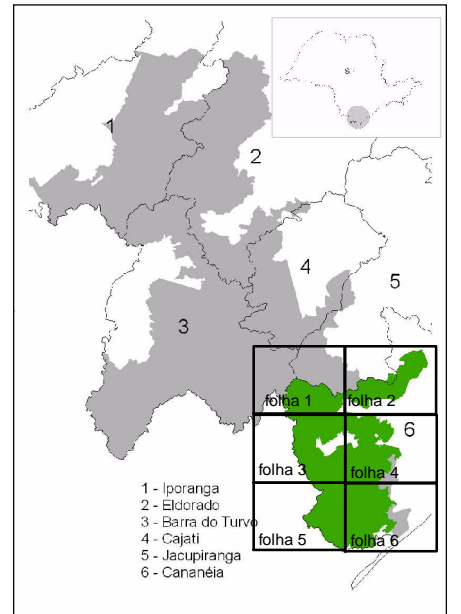 S
1
2
4
5
3
folha 1
folha 2
6
folha 3
folha 4
1 - Iporanga
2 - Eldorado
3 - Barra do Turvo
4 - Cajati
5 - Jacupiranga
6 - Cananéia
folha 5
folha 6